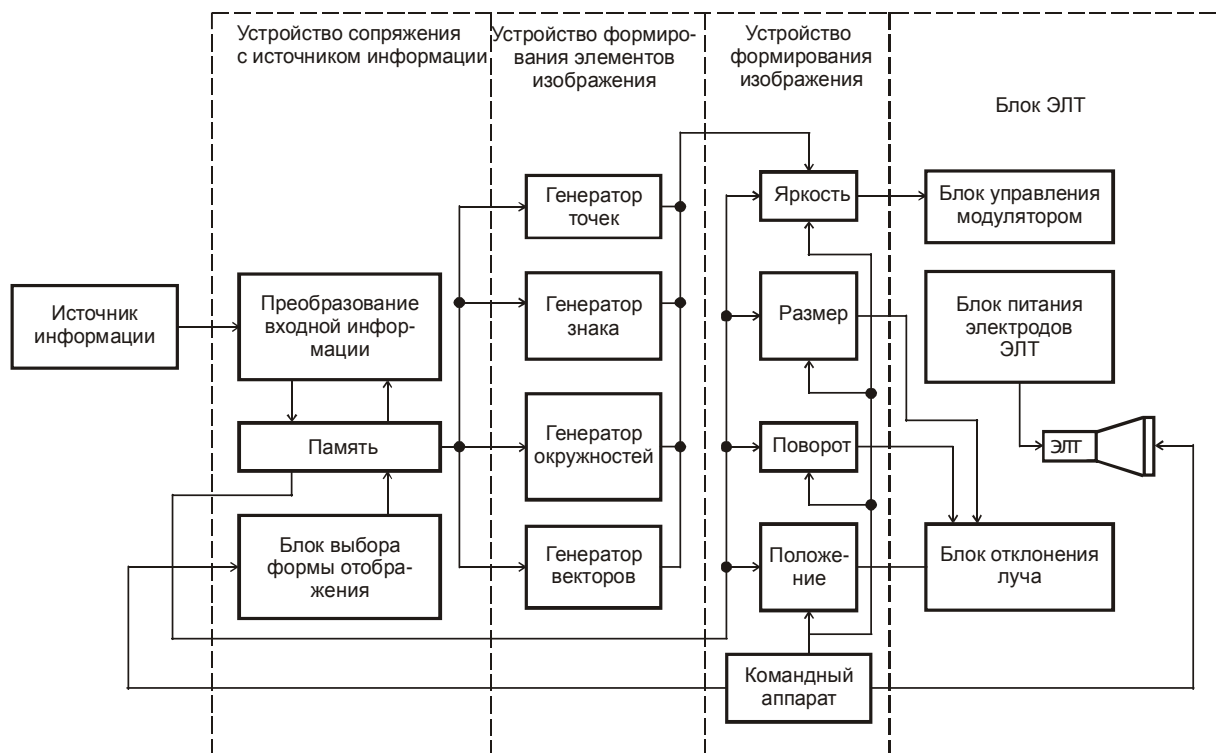 Устройство сопряжения
с источником информации
Устройство формиро-
вания элементов
изображения
Устройство
формирования
изображения
Блок ЭЛТ
Источник
информации
Преобразование
входной инфор-
мации
Память
Блок выбора
формы отобра-
жения
Генератор
точек
Генератор
знака
Генератор
окружностей
Генератор
векторов
Яркость
Размер
Поворот
Положе-
ние
Командный
аппарат
Блок управления
модулятором
Блок питания
электродов
ЭЛТ
ЭЛТ
Блок отклонения
луча